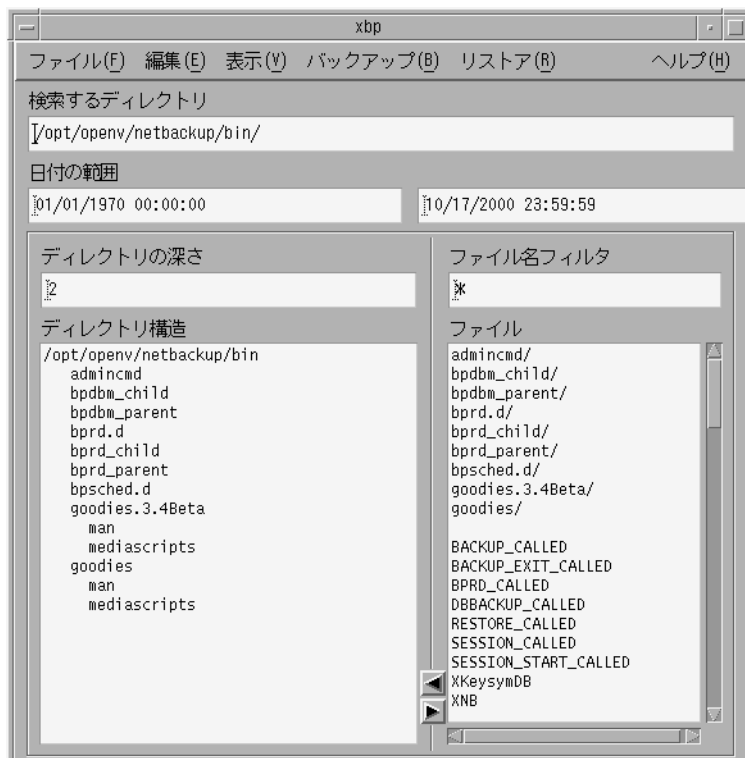 xbp
ファイル(F) 編集(E) 表示(V) バックアップ(B) リストア(R) ヘルプ(H)
検索するディレクトリ
/opt/openv/netbackup/bin/
日付の範囲
01/01/1970 00:00:00 10/17/2000 23:59:59
ディレクトリの深さ
2
ディレクトリ構造
/opt/openv/netbackup/bin
admincmd
bpdbm_child
bpdbm_parent
bprd.d
bprd_child
bprd_parent
bpsched.d
goodies.3.4Beta
man
mediascripts
goodies
man
mediascripts
ファイル名フィルタ
*
ファイル
admincmd/
bpdbm_child/
bpdbm_parent/
bprd.d/
bprd_child/
bprd_parent/
bpsched.d/
goodies.3.4Beta/
goodies/
BACKUP_CALLED
BACKUP_EXIT_CALLED
BPRD_CALLED
DBBACKUP_CALLED
RESTORE_CALLED
SESSION_CALLED
SESSION_START_CALLED
XKeysymDB
XNB